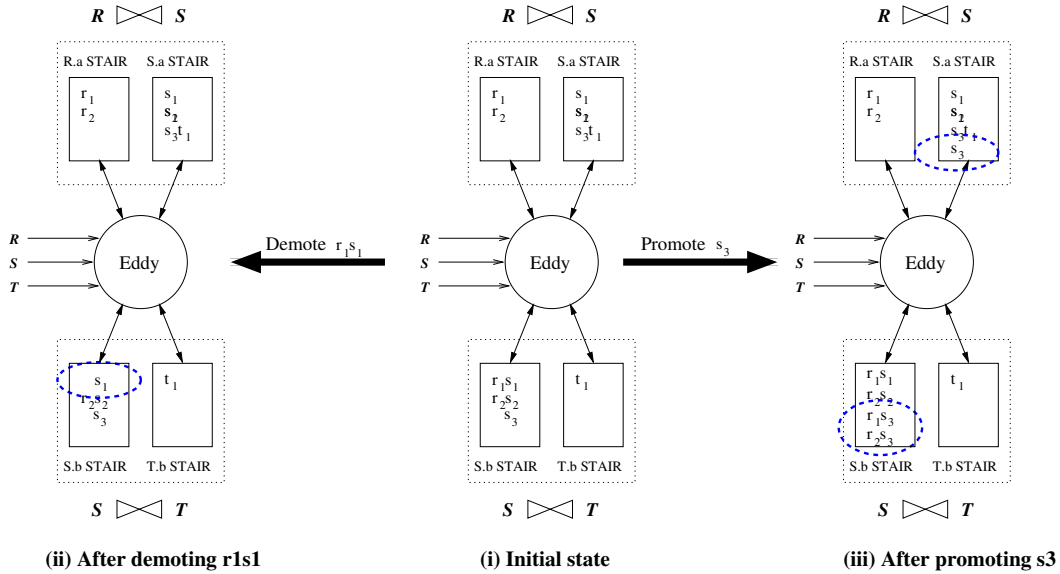 R ⋈ S
R.a STAIR S.a STAIR
r1
r2
s1
s2
s3t1
R
S
T
Eddy
s1
r2s2
s3
t1
S.b STAIR T.b STAIR
S ⋈ T
(ii) After demoting r1s1
Demote r1s1
R ⋈ S
R.a STAIR S.a STAIR
r1
r2
s1
s2
s3t1
R
S
T
Eddy
r1s1
r2s2
s3
t1
S.b STAIR T.b STAIR
S ⋈ T
(i) Initial state
Promote s3
R ⋈ S
R.a STAIR S.a STAIR
r1
r2
s1
s2
s3t1
s3
R
S
T
Eddy
r1s1
r2s2
r1s3
r2s3
t1
S.b STAIR T.b STAIR
S ⋈ T
(iii) After promoting s3